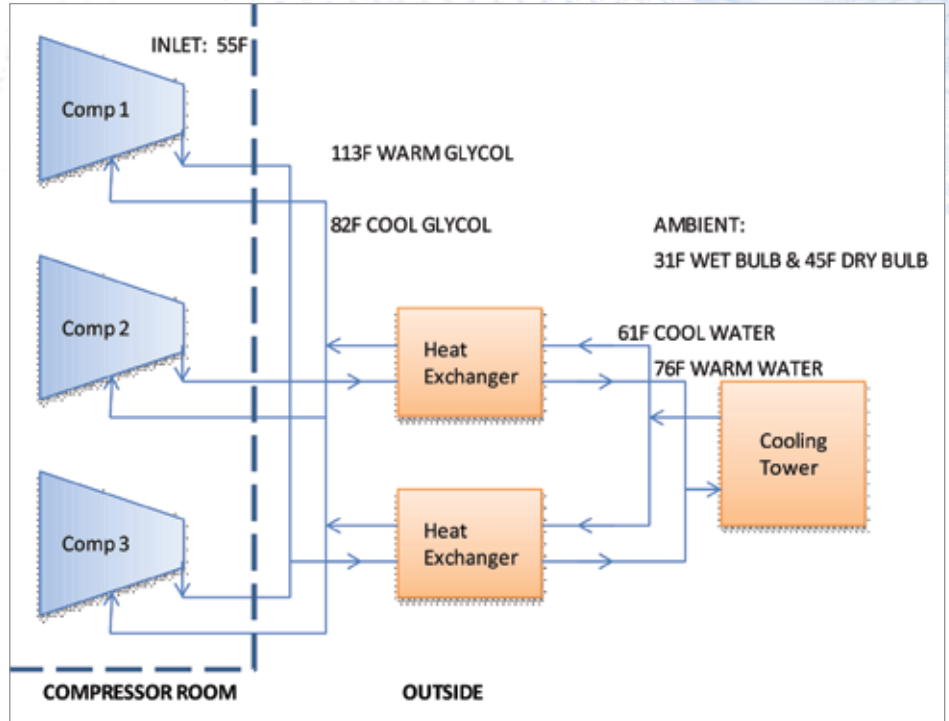 INLET: 55F
Comp 1
113F WARM GLYCOL
82F COOL GLYCOL
AMBIENT:
31F WET BULB & 45F DRY BULB
Comp 2
Heat
Exchanger
61F COOL WATER
76F WARM WATER
Cooling
Tower
Comp 3
Heat
Exchanger
COMPRESSOR ROOM
OUTSIDE